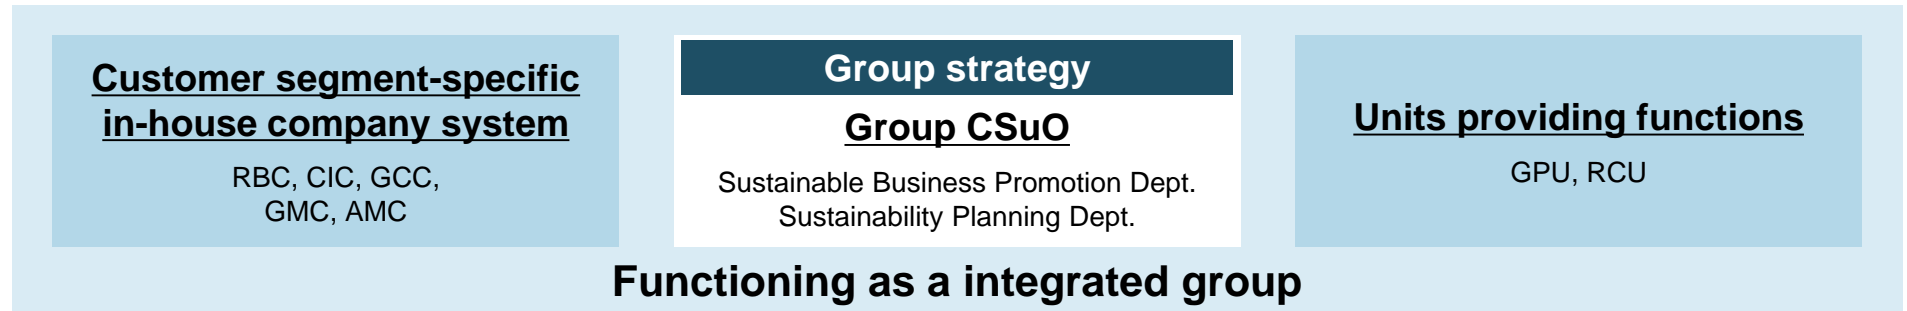 Customer segment-specific
in-house company system
RBC, CIC, GCC,
GMC, AMC
Group strategy
Group CSuO
Sustainable Business Promotion Dept.
Sustainability Planning Dept.
Units providing functions
GPU, RCU
Functioning as a integrated group